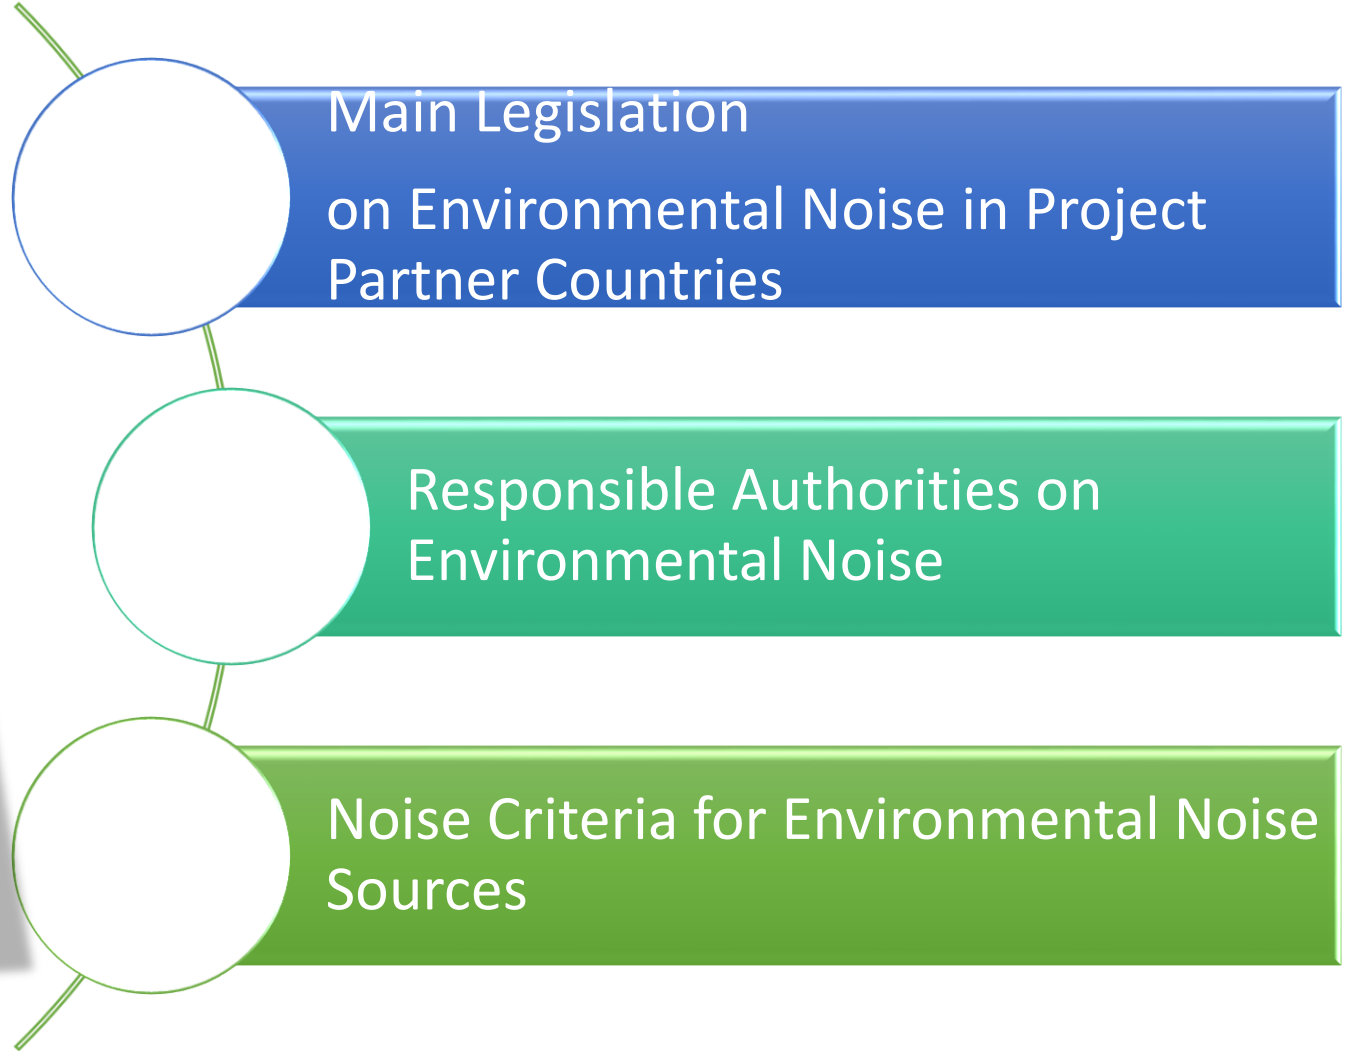 Main Legislation
on Environmental Noise in Project
Partner Countries
Responsible Authorities on
Environmental Noise
Noise Criteria for Environmental Noise
Sources